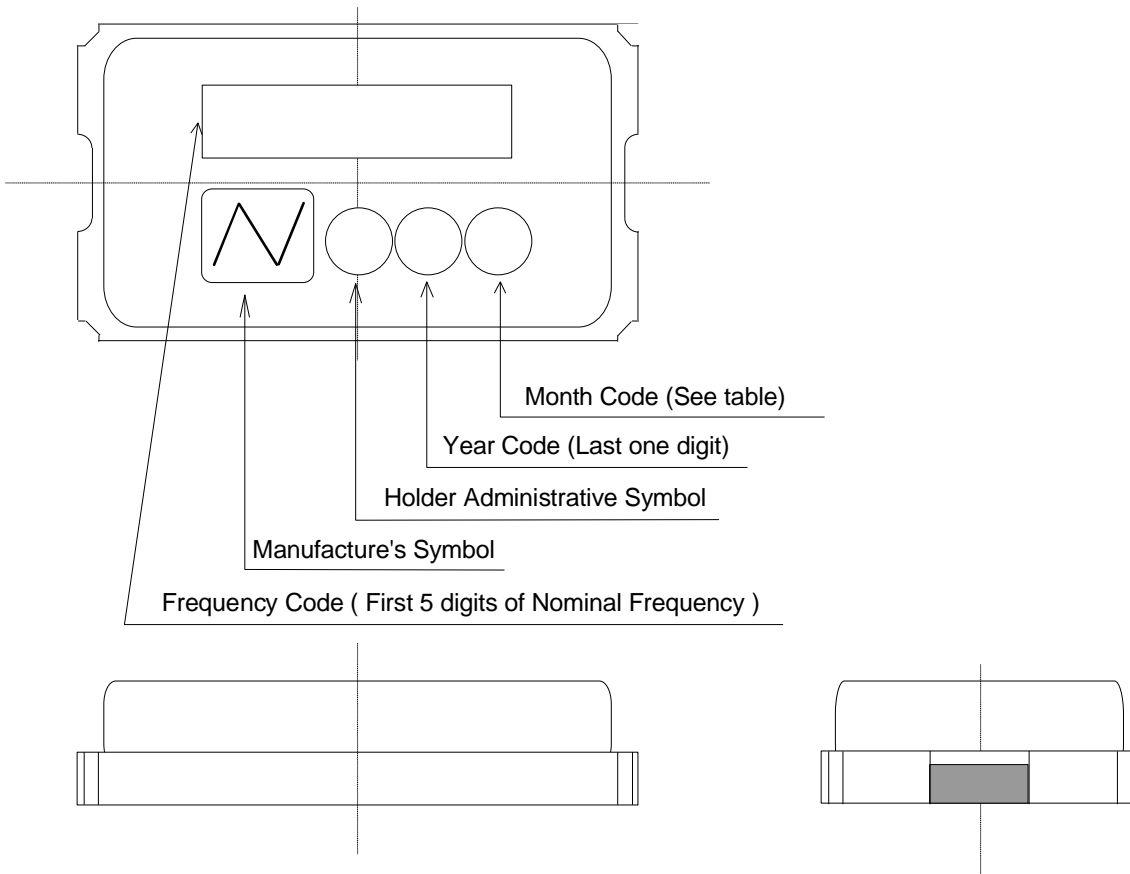 N
Month Code (See table)
Year Code (Last one digit)
Holder Administrative Symbol
Manufacture's Symbol
Frequency Code ( First 5 digits of Nominal Frequency )